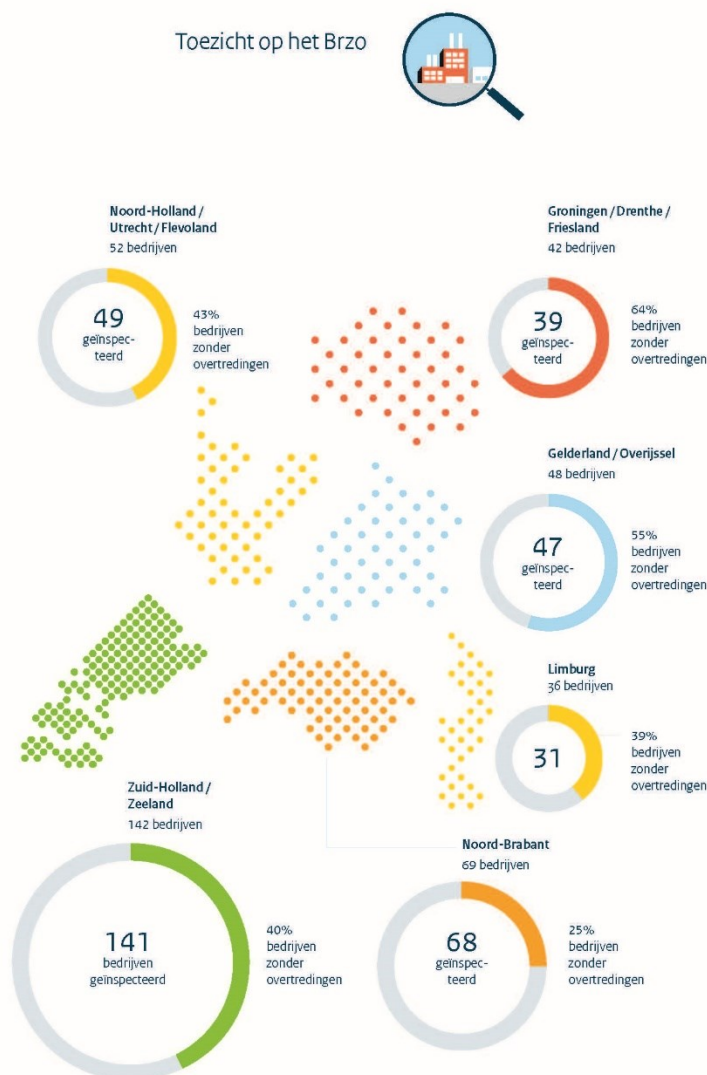 Toezicht op het Brzo
Noord-Holland /
Utrecht / Flevoland
52 bedrijven
49
geïnspec-
teerd
43%
bedrijven
zonder
overtredingen
Groningen / Drenthe /
Friesland
42 bedrijven
39
geïnspec-
teerd
64%
bedrijven
zonder
overtredingen
Gelderland / Overijssel
48 bedrijven
47
geïnspec-
teerd
55%
bedrijven
zonder
overtredingen
Limburg
36 bedrijven
31
39%
bedrijven
zonder
overtredingen
Zuid-Holland /
Zeeland
142 bedrijven
141
bedrijven
geïnspecteerd
40%
bedrijven
zonder
overtredingen
Noord-Brabant
69 bedrijven
68
geïnspec-
teerd
25%
bedrijven
zonder
overtredingen